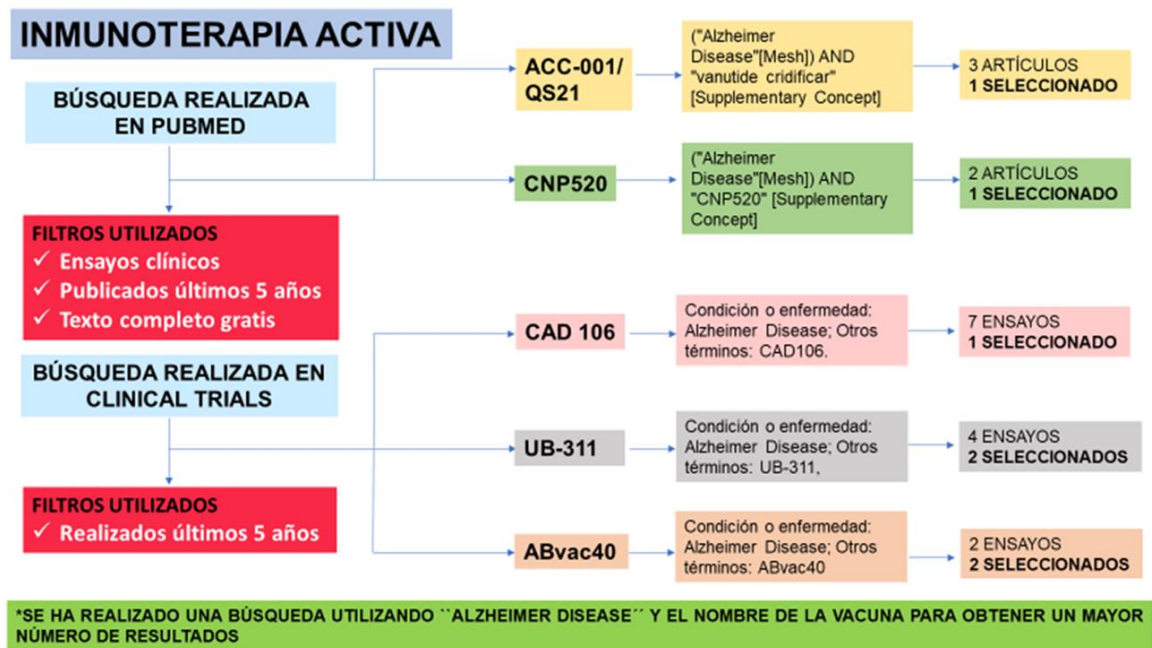 INMUNOTERAPIA ACTIVA
BÚSQUEDA REALIZADA
EN PUBMED
FILTROS UTILIZADOS
✓ Ensayos clínicos
✓ Publicados últimos 5 años
✓ Texto completo gratis
ACC-001/
QS21
("Alzheimer
Disease"[Mesh]) AND
"vanutide cridificar"
[Supplementary Concept]
3 ARTÍCULOS
1 SELECCIONADO
CNP520
("Alzheimer
Disease"[Mesh]) AND
"CNP520" [Supplementary
Concept]
2 ARTÍCULOS
1 SELECCIONADO
BÚSQUEDA REALIZADA EN
CLINICAL TRIALS
FILTROS UTILIZADOS
✓ Realizados últimos 5 años
CAD 106
Condición o enfermedad:
Alzheimer Disease; Otros
términos: CAD106.
7 ENSAYOS
1 SELECCIONADO
UB-311
Condición o enfermedad:
Alzheimer Disease; Otros
términos: UB-311,
4 ENSAYOS
2 SELECCIONADOS
ABvac40
Condición o enfermedad:
Alzheimer Disease; Otros
términos: ABvac40
2 ENSAYOS
2 SELECCIONADOS
*SE HA REALIZADO UNA BÚSQUEDA UTILIZANDO ``ALZHEIMER DISEASE´´ Y EL NOMBRE DE LA VACUNA PARA OBTENER UN MAYOR
NÚMERO DE RESULTADOS